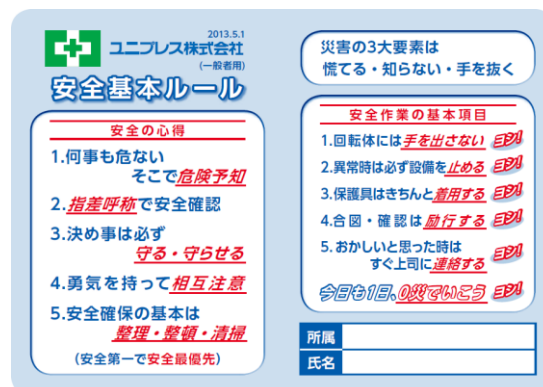 2013.5.1
ユニプレス株式会社
(一般者用)
安全基本ルール
安全の心得
1.何事も危ない
そこで危険予知
2.指差呼称で安全確認
3.決め事は必ず
守る・守らせる
4.勇気を持って相互注意
5.安全確保の基本は
整理・整頓・清掃
(安全第一で安全最優先)
災害の3大要素は
慌てる・知らない・手を抜く
安全作業の基本項目
1.回転体には手を出さない ヨシ!
2.異常時は必ず設備を止める ヨシ!
3.保護具はきちんと着用する ヨシ!
4.合図・確認は励行する ヨシ!
5.おかしいと思った時は
すぐ上司に連絡する ヨシ!
今日も1日、0災でいこう ヨシ!
所属
氏名